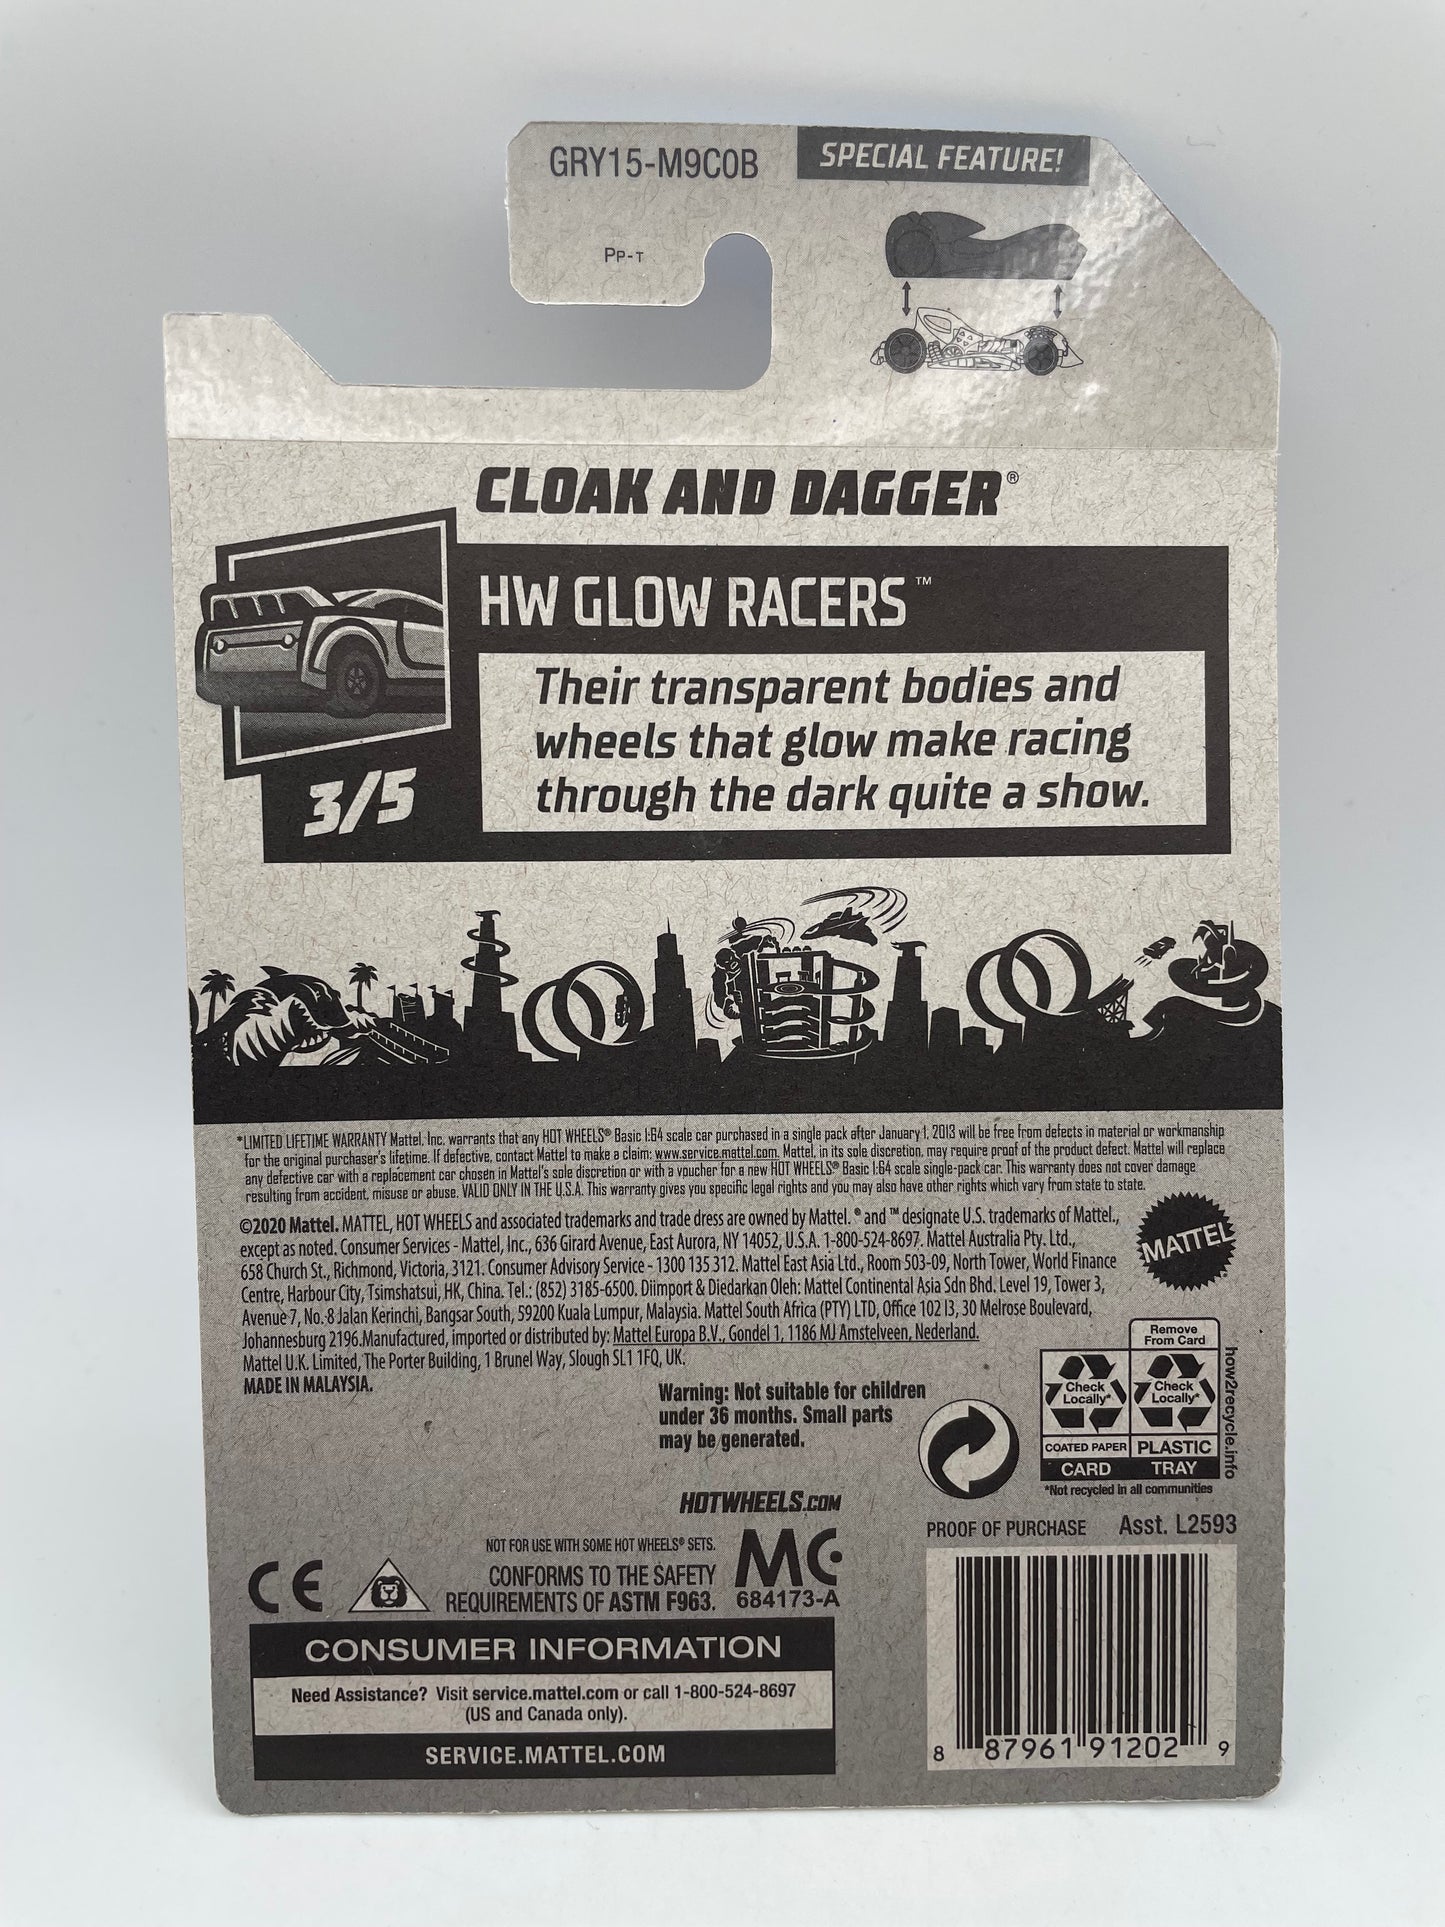 GRY15-M9C0B
SPECIAL FEATURE!
PP-T
CLOAK AND DAGGER®
HW GLOW RACERS™
Their transparent bodies and
wheels that glow make racing
through the dark quite a show.
3/5
*LIMITED LIFETIME WARRANTY Mattel, Inc. warrants that any HOT WHEELS® Basic 1:64 scale car purchased in a single pack after January 1, 2013 will be free from defects in material or workmanship
for the original purchaser's lifetime. If defective, contact Mattel to make a claim: www.service.mattel.com. Mattel, in its sole discretion, may require proof of the product defect. Mattel will replace
any defective car with a replacement car chosen in Mattel's sole discretion or with a voucher for a new HOT WHEELS® Basic 1:64 scale single-pack car. This warranty does not cover damage
resulting from accident, misuse or abuse. VALID ONLY IN THE U.S.A. This warranty gives you specific legal rights and you may also have other rights which vary from state to state.
©2020 Mattel. MATTEL, HOT WHEELS and associated trademarks and trade dress are owned by Mattel. ® and ™ designate U.S. trademarks of Mattel.,
except as noted. Consumer Services - Mattel, Inc., 636 Girard Avenue, East Aurora, NY 14052, U.S.A. 1-800-524-8697. Mattel Australia Pty. Ltd.,
658 Church St., Richmond, Victoria, 3121. Consumer Advisory Service - 1300 135 312. Mattel East Asia Ltd., Room 503-09, North Tower, World Finance
Centre, Harbour City, Tsimshatsui, HK, China. Tel.: (852) 3185-6500. Diimport & Diedarkan Oleh: Mattel Continental Asia Sdn Bhd. Level 19, Tower 3,
Avenue 7, No. 8 Jalan Kerinchi, Bangsar South, 59200 Kuala Lumpur, Malaysia. Mattel South Africa (PTY) LTD, Office 102 I3, 30 Melrose Boulevard,
Johannesburg 2196.Manufactured, imported or distributed by: Mattel Europa B.V., Gondel 1, 1186 MJ Amstelveen, Nederland.
Mattel U.K. Limited, The Porter Building, 1 Brunel Way, Slough SL1 1FQ, UK.
MADE IN MALAYSIA.
MATTEL®
Warning: Not suitable for children
under 36 months. Small parts
may be generated.
Remove
From Card
Check
Locally*
Check
Locally*
COATED PAPER
PLASTIC
CARD
TRAY
how2recycle.info
*Not recycled in all communities
HOTWHEELS.COM
PROOF OF PURCHASE
Asst. L2593
NOT FOR USE WITH SOME HOT WHEELS® SETS.
CONFORMS TO THE SAFETY
REQUIREMENTS OF ASTM F963.
CE
MC
684173-A
CONSUMER INFORMATION
Need Assistance? Visit service.mattel.com or call 1-800-524-8697
(US and Canada only).
SERVICE.MATTEL.COM
8 87961 91202 9